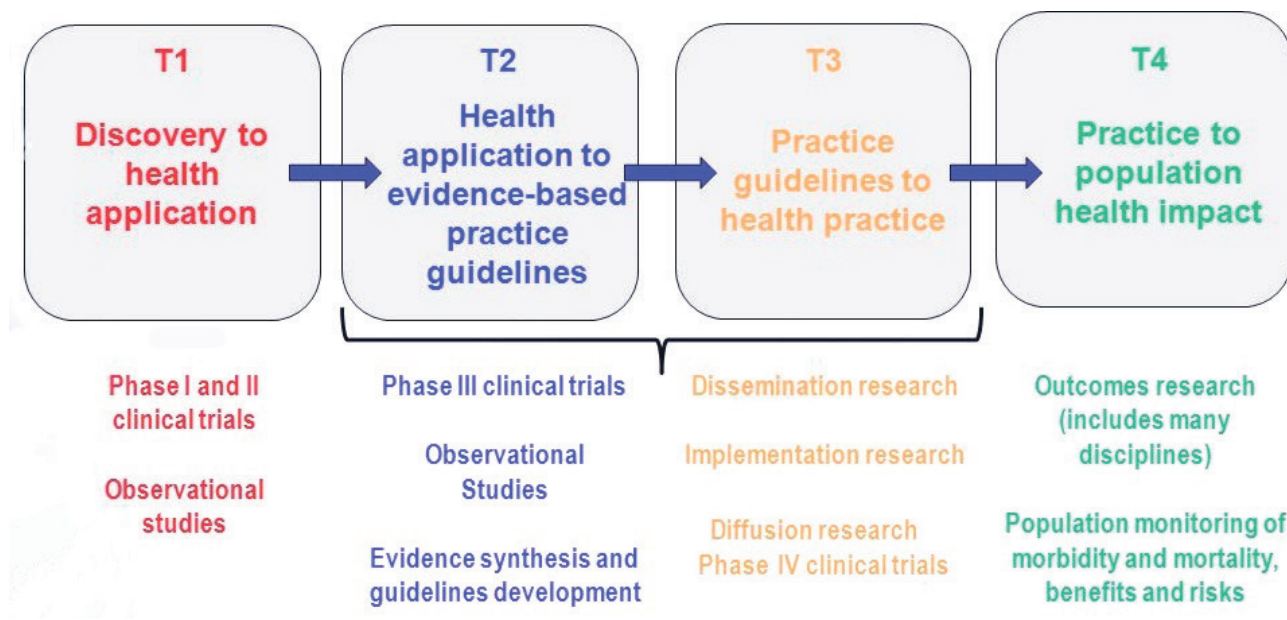 T1
Discovery to
health
application
T2
Health
application to
evidence-based
practice
guidelines
T3
Practice
guidelines to
health practice
T4
Practice to
population
health impact
Phase I and II
clinical trials
Observational
studies
Phase III clinical trials
Observational
Studies
Evidence synthesis and
guidelines development
Dissemination research
Implementation research
Diffusion research
Phase IV clinical trials
Outcomes research
(includes many
disciplines)
Population monitoring of
morbidity and mortality,
benefits and risks